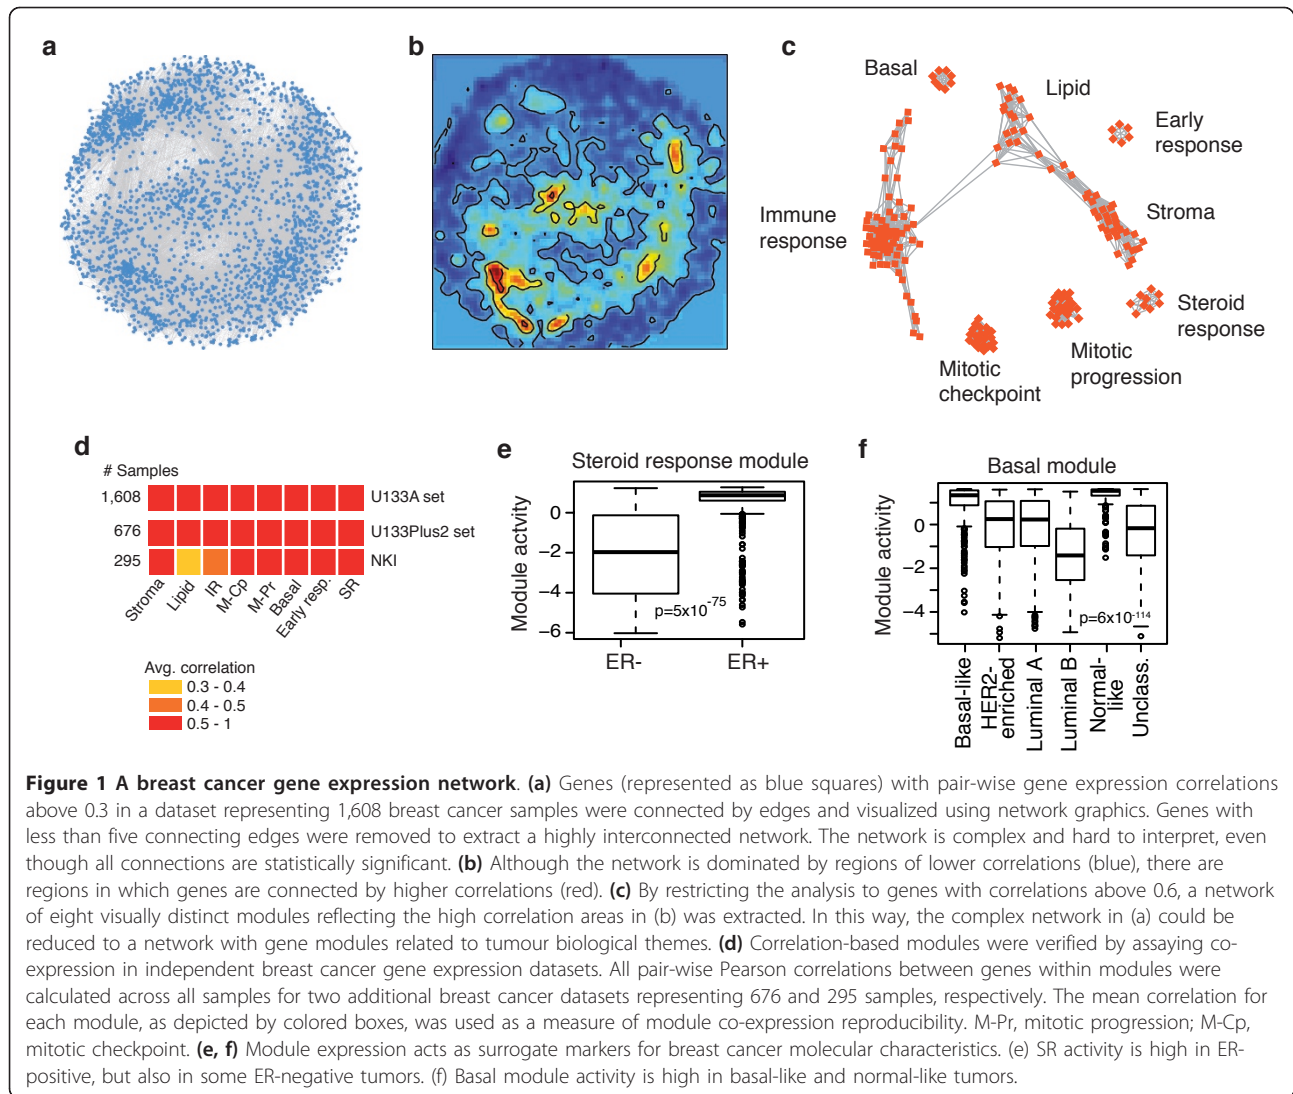 a
b
c
Basal
Lipid
Early
response
Immune
response
Stroma
Steroid
response
Mitotic
progression
Mitotic
checkpoint
d
# Samples
1,608
U133A set
676
U133Plus2 set
295
NKI
Stroma
Lipid
IR
M-Cp
M-Pr
Basal
Early resp.
SR
Avg. correlation
0.3 - 0.4
0.4 - 0.5
0.5 - 1
e
Steroid response module
Module activity
0
−2
−4
−6
p=5x10^-75
ER-
ER+
f
Basal module
Module activity
0
−2
−4
p=6x10^-114
Basal-like
HER2-
enriched
Luminal A
Luminal B
Normal-
like
Unclass.
Figure 1 A breast cancer gene expression network. (a) Genes (represented as blue squares) with pair-wise gene expression correlations
above 0.3 in a dataset representing 1,608 breast cancer samples were connected by edges and visualized using network graphics. Genes with
less than five connecting edges were removed to extract a highly interconnected network. The network is complex and hard to interpret, even
though all connections are statistically significant. (b) Although the network is dominated by regions of lower correlations (blue), there are
regions in which genes are connected by higher correlations (red). (c) By restricting the analysis to genes with correlations above 0.6, a network
of eight visually distinct modules reflecting the high correlation areas in (b) was extracted. In this way, the complex network in (a) could be
reduced to a network with gene modules related to tumour biological themes. (d) Correlation-based modules were verified by assaying co-
expression in independent breast cancer gene expression datasets. All pair-wise Pearson correlations between genes within modules were
calculated across all samples for two additional breast cancer datasets representing 676 and 295 samples, respectively. The mean correlation for
each module, as depicted by colored boxes, was used as a measure of module co-expression reproducibility. M-Pr, mitotic progression; M-Cp,
mitotic checkpoint. (e, f) Module expression acts as surrogate markers for breast cancer molecular characteristics. (e) SR activity is high in ER-
positive, but also in some ER-negative tumors. (f) Basal module activity is high in basal-like and normal-like tumors.